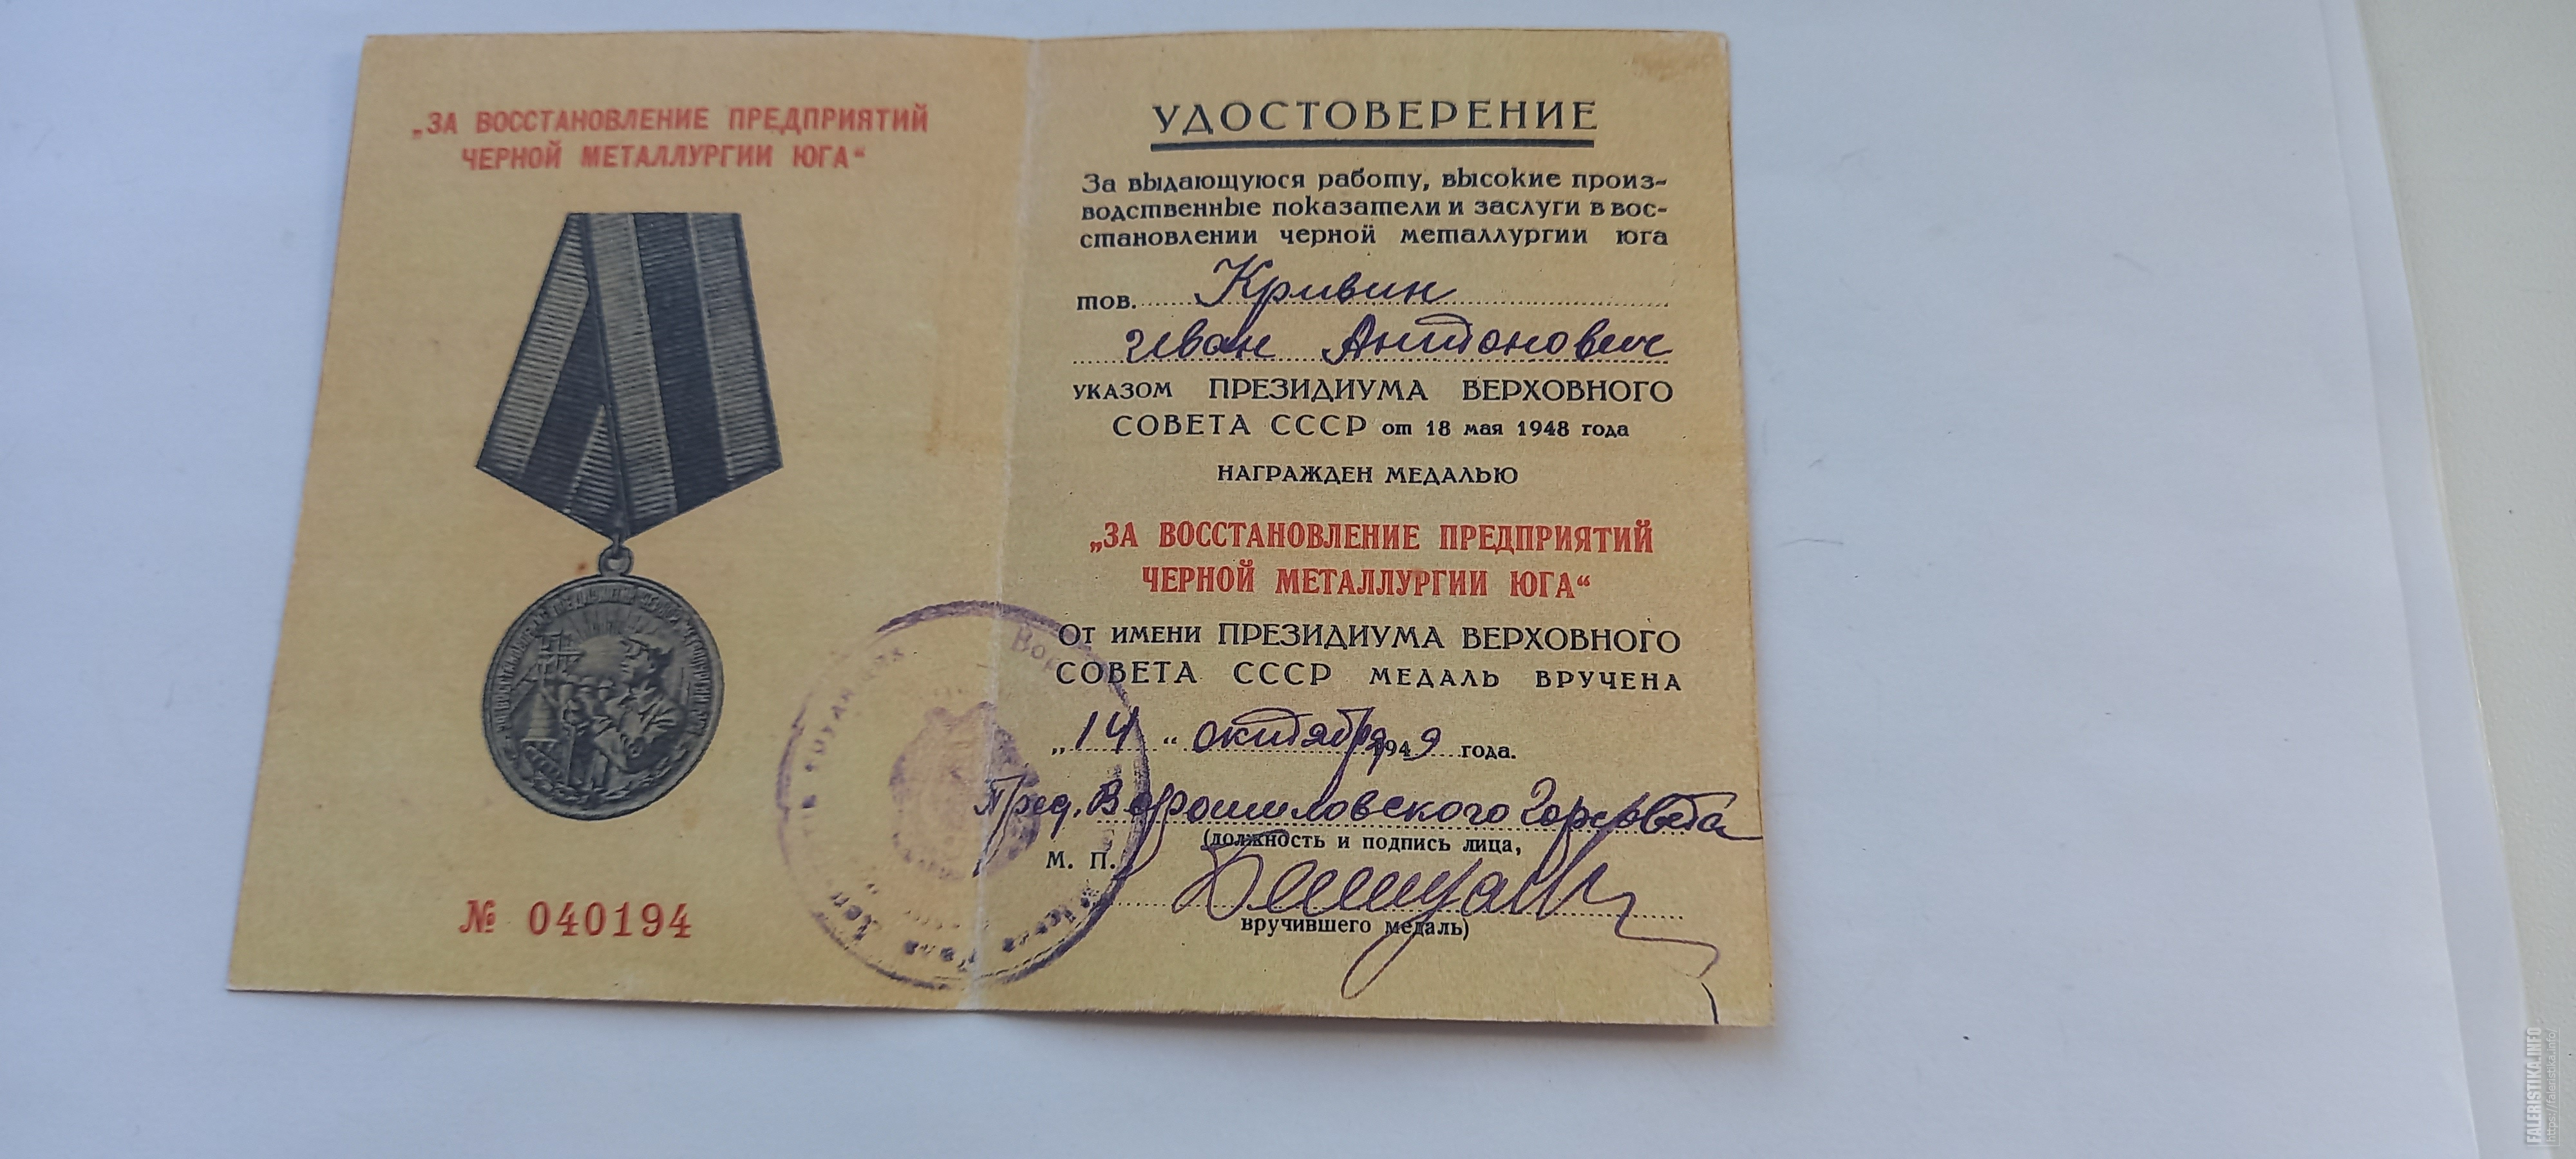 „ЗА ВОССТАНОВЛЕНИЕ ПРЕДПРИЯТИЙ
ЧЕРНОЙ МЕТАЛЛУРГИИ ЮГА“
№ 040194
УДОСТОВЕРЕНИЕ
За выдающуюся работу, высокие произ-
водственные показатели и заслуги в вос-
становлении черной металлургии юга
тов. Кривин
Иван Антонович
указом ПРЕЗИДИУМА ВЕРХОВНОГО
СОВЕТА СССР от 18 мая 1948 года
НАГРАЖДЕН МЕДАЛЬЮ
„ЗА ВОССТАНОВЛЕНИЕ ПРЕДПРИЯТИЙ
ЧЕРНОЙ МЕТАЛЛУРГИИ ЮГА“
От имени ПРЕЗИДИУМА ВЕРХОВНОГО
СОВЕТА СССР МЕДАЛЬ ВРУЧЕНА
„14“ октября 1949 года.
Пред. Ворошиловского Горсовета
(должность и подпись лица,
М. П.
вручившего медаль)
FALERISTIKA.INFO
https://faleristika.info/